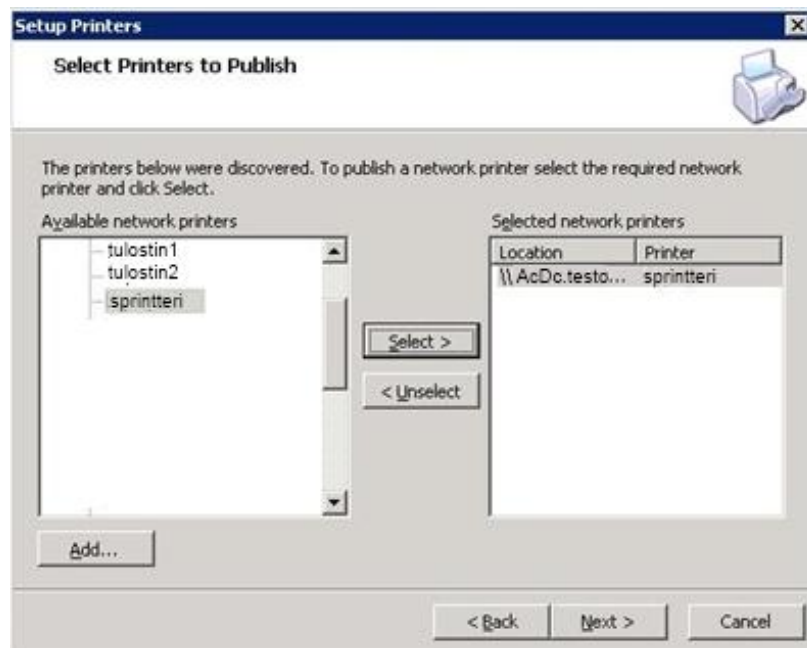 Setup Printers
Select Printers to Publish
The printers below were discovered. To publish a network printer select the required network
printer and click Select.
Available network printers
tulostin1
tulostin2
sprintteri
Select >
< Unselect
Selected network printers
Location Printer
\\ AcDc.testo... sprintteri
Add...
< Back Next > Cancel